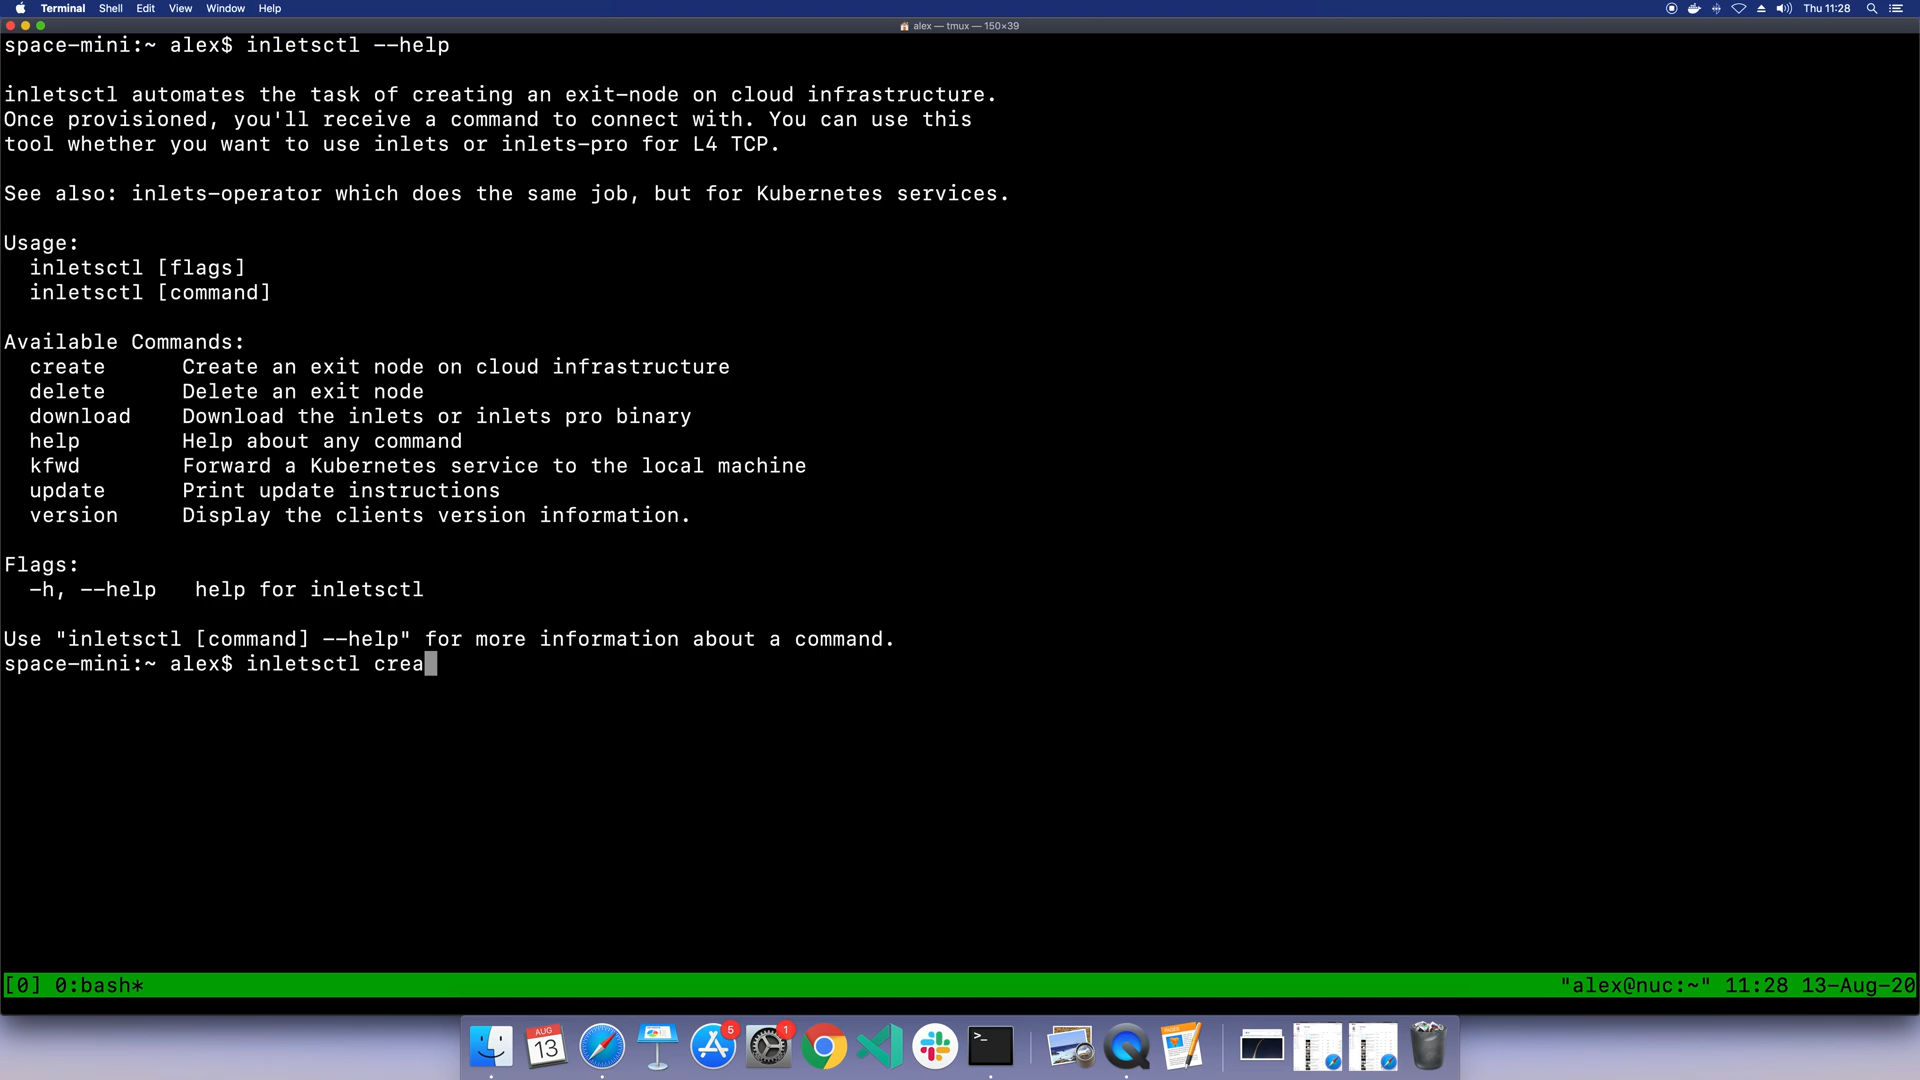 Terminal Shell Edit View Window Help Thu 11:28
alex — tmux — 150×39
space-mini:~ alex$ inletsctl --help
inletsctl automates the task of creating an exit-node on cloud infrastructure.
Once provisioned, you'll receive a command to connect with. You can use this
tool whether you want to use inlets or inlets-pro for L4 TCP.
See also: inlets-operator which does the same job, but for Kubernetes services.
Usage:
inletsctl [flags]
inletsctl [command]
Available Commands:
create Create an exit node on cloud infrastructure
delete Delete an exit node
download Download the inlets or inlets pro binary
help Help about any command
kfwd Forward a Kubernetes service to the local machine
update Print update instructions
version Display the clients version information.
Flags:
-h, --help help for inletsctl
Use "inletsctl [command] --help" for more information about a command.
space-mini:~ alex$ inletsctl crea
[0] 0:bash* "alex@nuc:~" 11:28 13-Aug-20
AUG
13
5
1
>_
PAGES